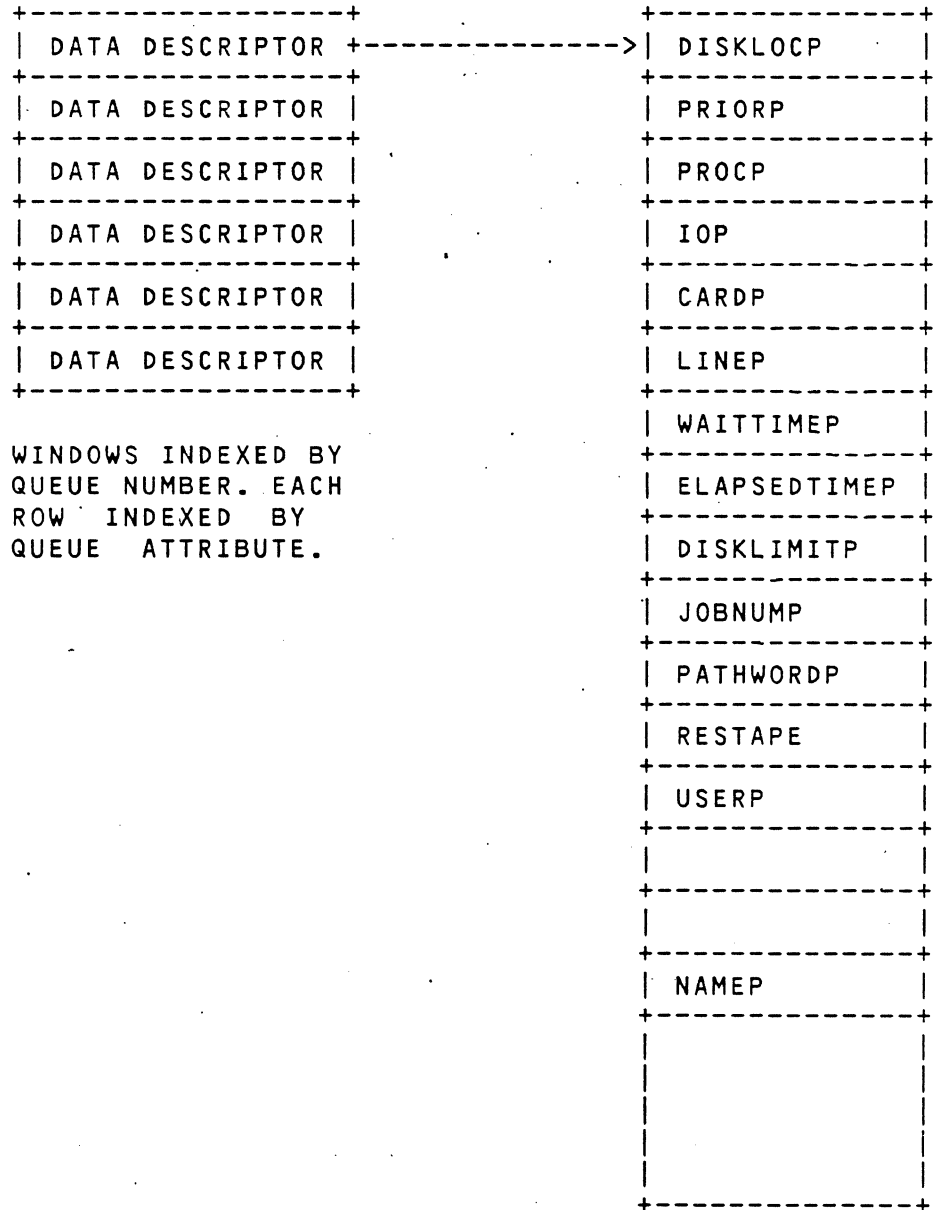 DATA DESCRIPTOR
DATA DESCRIPTOR
DATA DESCRIPTOR
DATA DESCRIPTOR
DATA DESCRIPTOR
DATA DESCRIPTOR
WINDOWS INDEXED BY
QUEUE NUMBER. EACH
ROW INDEXED BY
QUEUE ATTRIBUTE.
DISKLOCP
PRIORP
PROCP
IOP
CARDP
LINEP
WAITTIMEP
ELAPSEDTIMEP
DISKLIMITP
JOBNUMP
PATHWORDP
RESTAPE
USERP
NAMEP